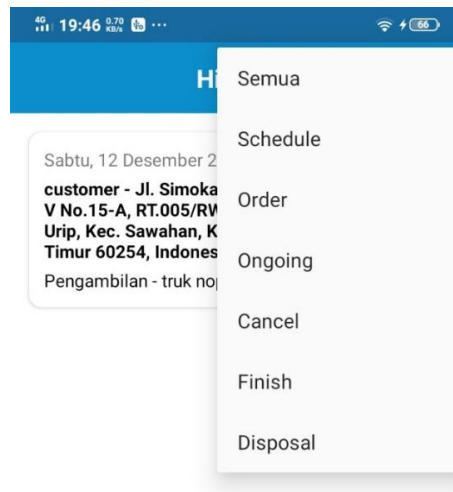 4G 19:46 0.70 KB/s ... 66
Hi
Semua
Schedule
Order
Ongoing
Cancel
Finish
Disposal
Sabtu, 12 Desember 2
customer - Jl. Simoka
V No.15-A, RT.005/RW
Urip, Kec. Sawahan, K
Timur 60254, Indones
Pengambilan - truk no